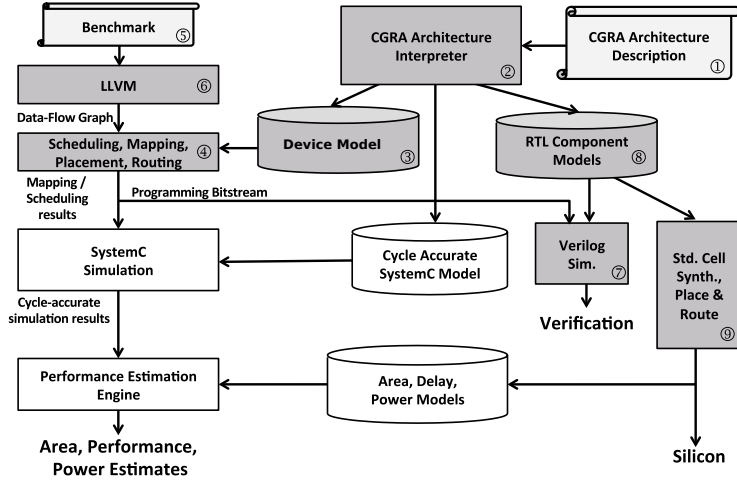 Benchmark
⑤
CGRA Architecture
Interpreter
②
CGRA Architecture
Description
①
LLVM
⑥
Data-Flow Graph
Scheduling, Mapping,
Placement, Routing
④
Device Model
③
RTL Component
Models
⑧
Mapping /
Scheduling
results
Programming Bitstream
SystemC
Simulation
Cycle Accurate
SystemC Model
Verilog
Sim.
⑦
Std. Cell
Synth.,
Place &
Route
⑨
Cycle-accurate
simulation results
Verification
Performance Estimation
Engine
Area, Delay,
Power Models
Area, Performance,
Power Estimates
Silicon